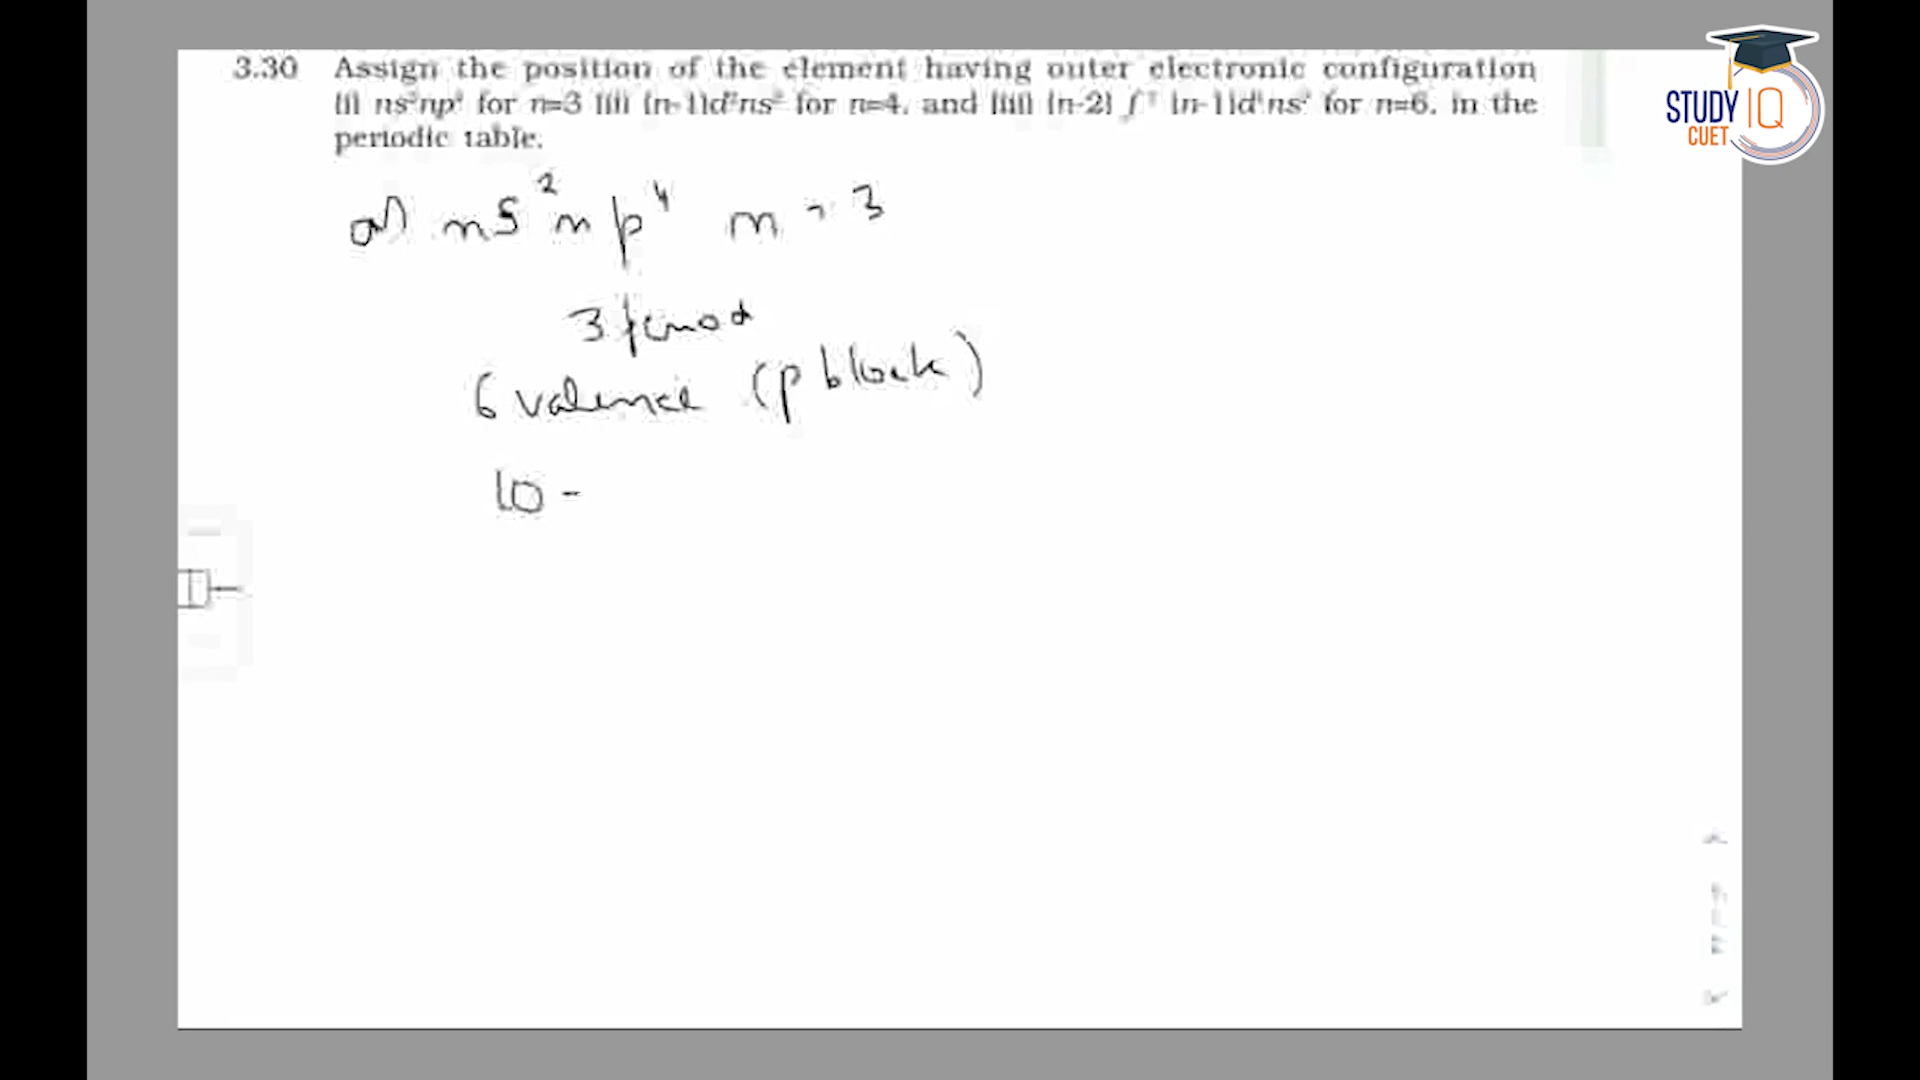 3.30 Assign the position of the element having outer electronic configuration
(i) ns²np⁴ for n=3 (ii) (n-1)d²ns² for n=4, and (iii) (n-2) f⁷ (n-1)d¹ns² for n=6, in the
periodic table.
STUDY IQ
CUET
a) ns² np⁴ n = 3
3 period
6 valence (p block)
10 -